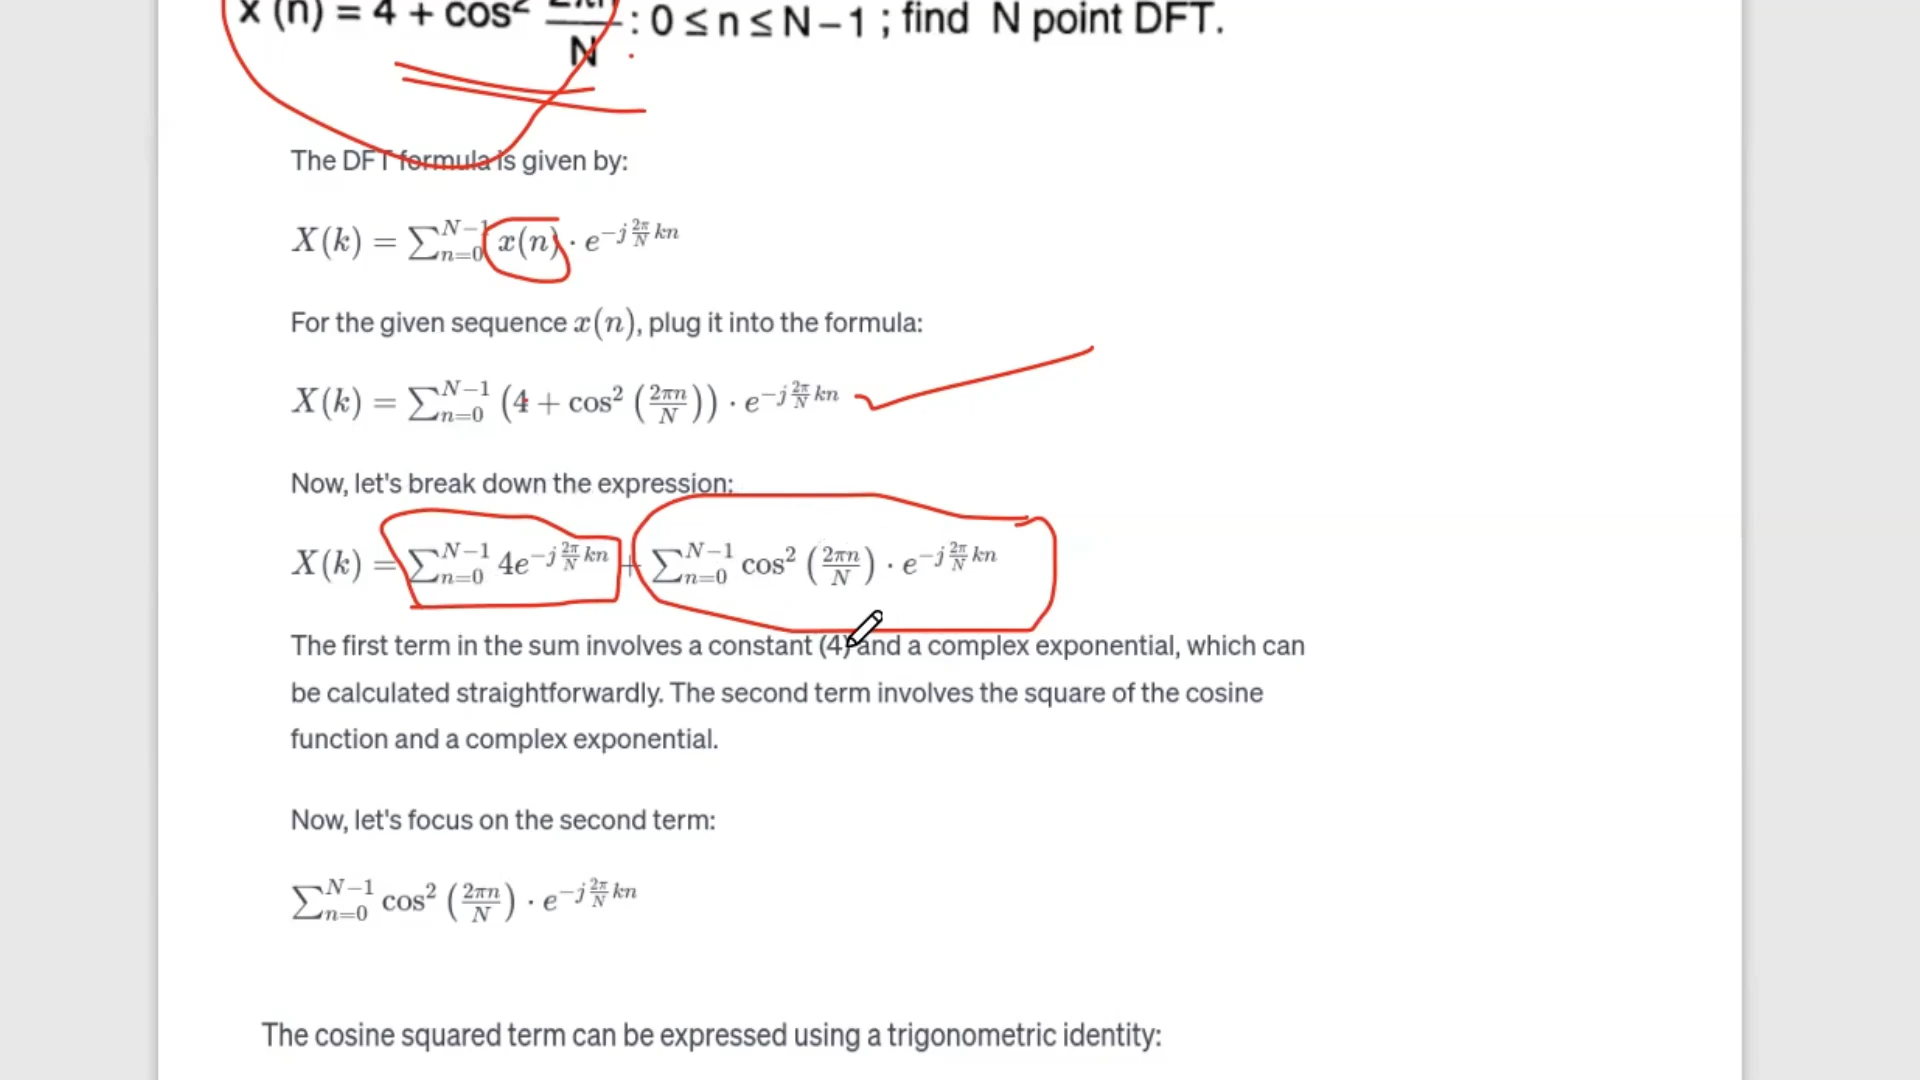 x (n) = 4 + cos² 2πn/N : 0 ≤ n ≤ N − 1 ; find N point DFT.
The DFT formula is given by:
X(k) = ∑_{n=0}^{N−1} x(n) · e^{−j 2π/N kn}
For the given sequence x(n), plug it into the formula:
X(k) = ∑_{n=0}^{N−1} (4 + cos² (2πn/N)) · e^{−j 2π/N kn}
Now, let's break down the expression:
X(k) = ∑_{n=0}^{N−1} 4e^{−j 2π/N kn} + ∑_{n=0}^{N−1} cos² (2πn/N) · e^{−j 2π/N kn}
The first term in the sum involves a constant (4) and a complex exponential, which can
be calculated straightforwardly. The second term involves the square of the cosine
function and a complex exponential.
Now, let's focus on the second term:
∑_{n=0}^{N−1} cos² (2πn/N) · e^{−j 2π/N kn}
The cosine squared term can be expressed using a trigonometric identity: